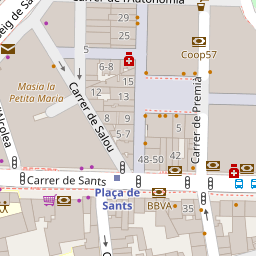 Carrer de l'Autonomia
29
25
eig de S
Coop57
6-8
15
Masia la
Petita Maria
12
13
Carrer de Salou
Carrer de Premià
8
9
5-7
5
5
42
48-50
Carrer de Sants
Plaça de
Sants
BBVA
35